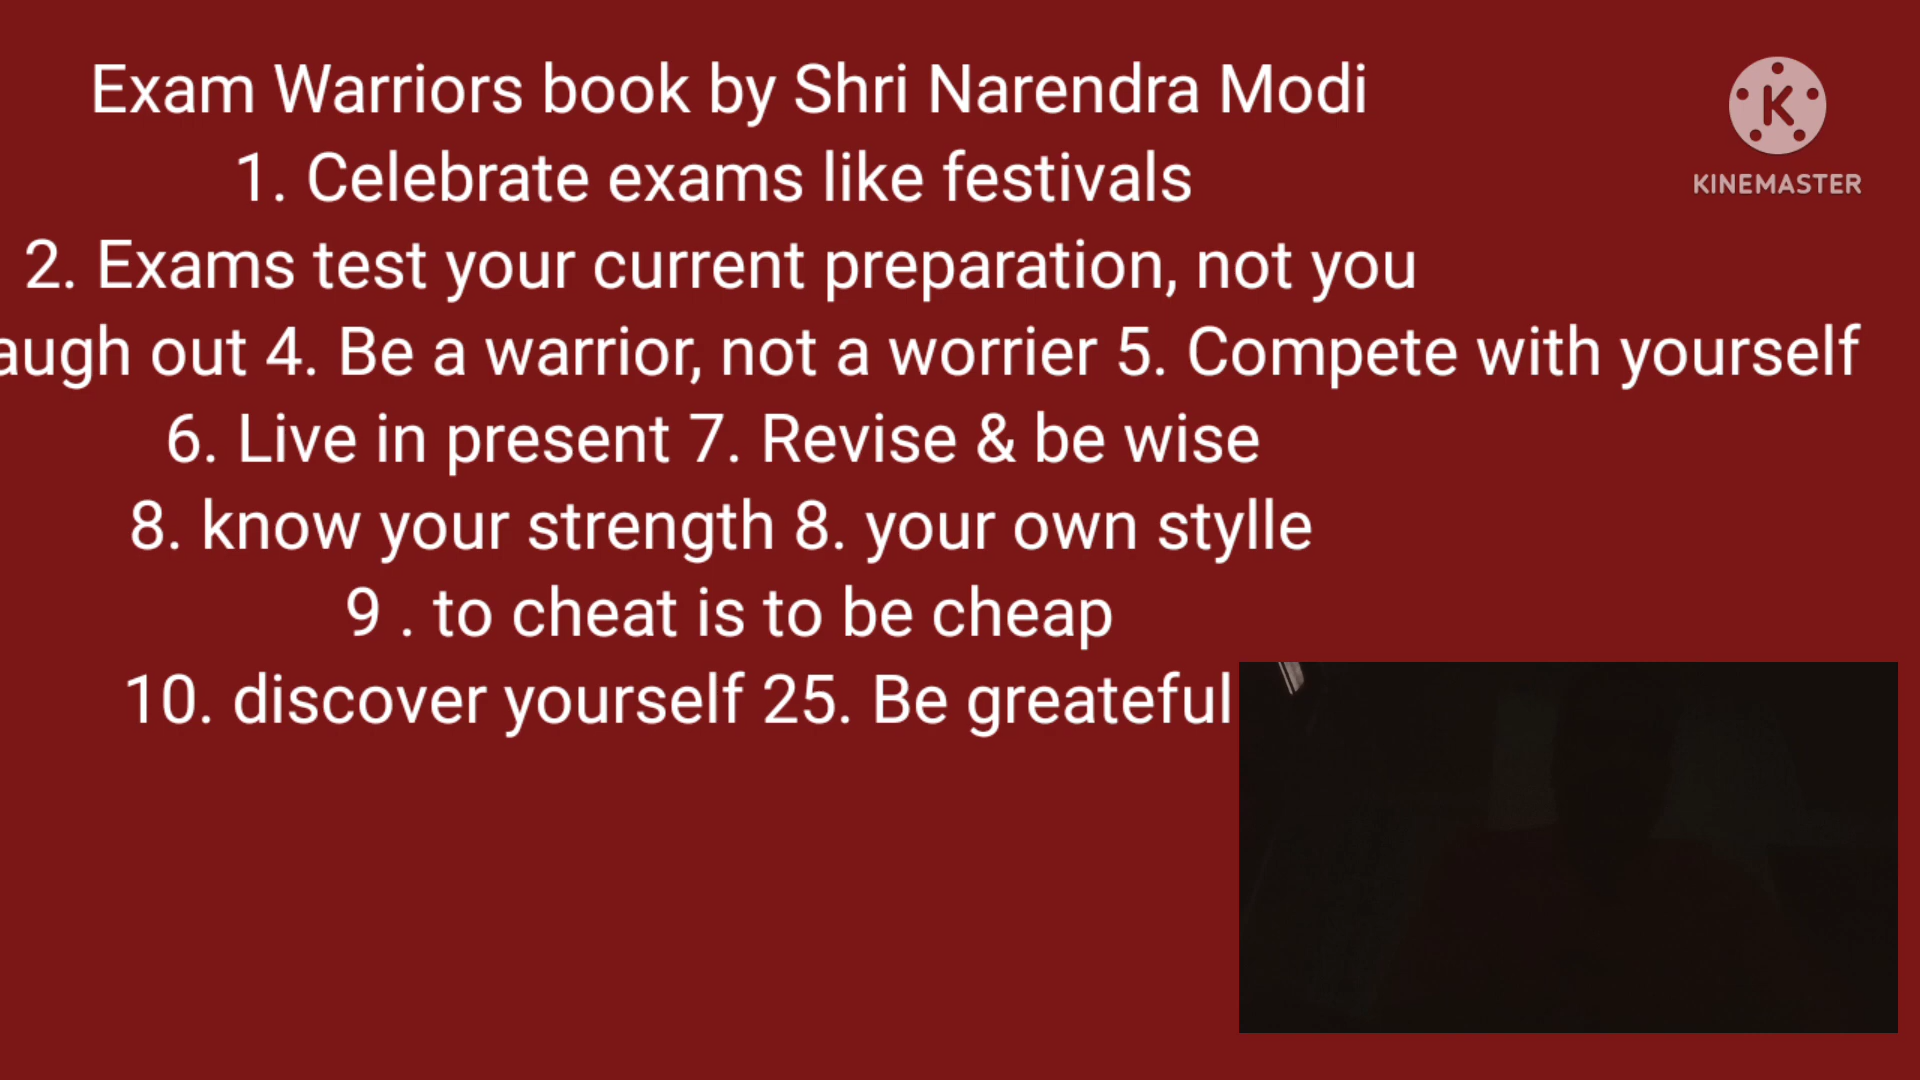 Exam Warriors book by Shri Narendra Modi
1. Celebrate exams like festivals
2. Exams test your current preparation, not you
augh out 4. Be a warrior, not a worrier 5. Compete with yourself
6. Live in present 7. Revise & be wise
8. know your strength 8. your own stylle
9 . to cheat is to be cheap
10. discover yourself 25. Be greateful
K
KINEMASTER